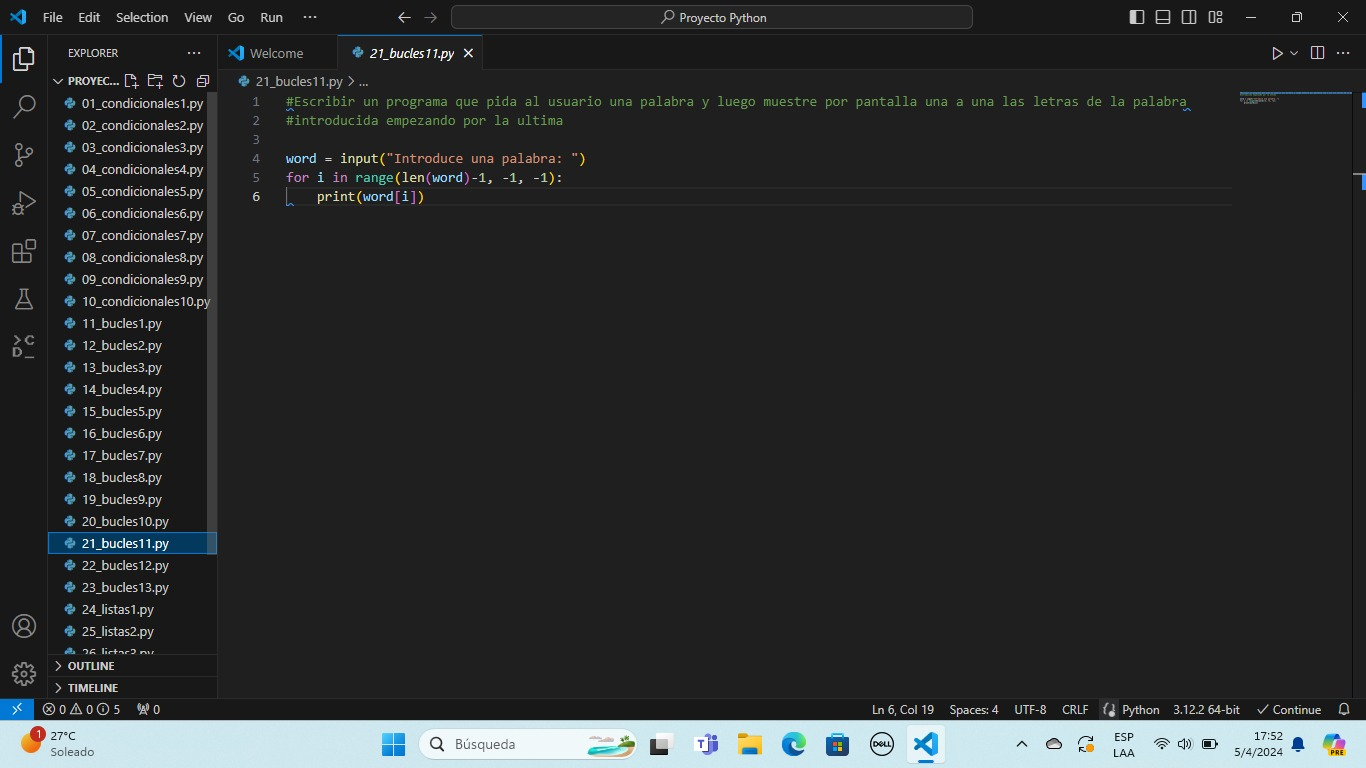 File Edit Selection View Go Run ···
Proyecto Python
EXPLORER ···
Welcome
21_bucles11.py
PROYEC...
21_bucles11.py > ...
01_condicionales1.py
02_condicionales2.py
03_condicionales3.py
04_condicionales4.py
05_condicionales5.py
06_condicionales6.py
07_condicionales7.py
08_condicionales8.py
09_condicionales9.py
10_condicionales10.py
11_bucles1.py
12_bucles2.py
13_bucles3.py
14_bucles4.py
15_bucles5.py
16_bucles6.py
17_bucles7.py
18_bucles8.py
19_bucles9.py
20_bucles10.py
21_bucles11.py
22_bucles12.py
23_bucles13.py
24_listas1.py
25_listas2.py
26_listas3.py
OUTLINE
TIMELINE
1 #Escribir un programa que pida al usuario una palabra y luego muestre por pantalla una a una las letras de la palabra
2 #introducida empezando por la ultima
3
4 word = input("Introduce una palabra: ")
5 for i in range(len(word)-1, -1, -1):
6     print(word[i])
0 0 5 0
Ln 6, Col 19 Spaces: 4 UTF-8 CRLF Python 3.12.2 64-bit Continue
1
27°C
Soleado
Búsqueda
DELL
ESP
LAA
17:52
5/4/2024
PRE